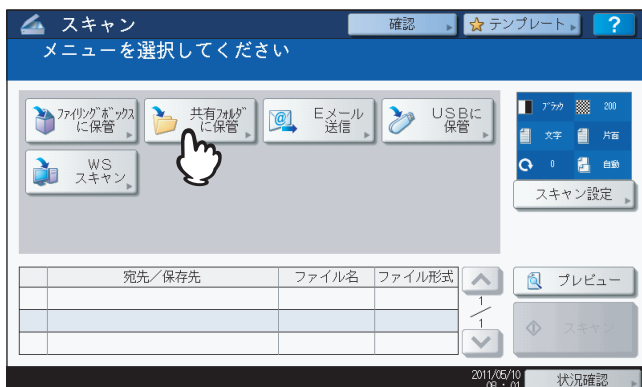 スキャン
確認
テンプレート
?
メニューを選択してください
ﾌｧｲﾘﾝｸﾞﾎﾞｯｸｽ
に保管
共有ﾌｫﾙﾀﾞ
に保管
Eメール
送信
USBに
保管
WS
スキャン
ﾌﾞﾗｯｸ
200
文字
片面
0
自動
スキャン設定
宛先／保存先
ファイル名
ファイル形式
1
1
プレビュー
スキャン
2011/05/10
08 : 01
状況確認